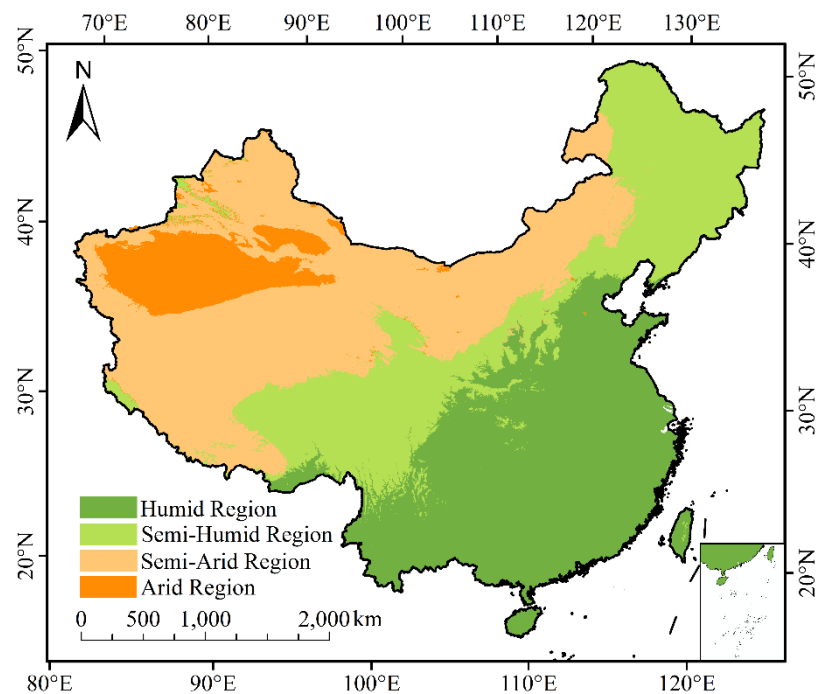 70°E 80°E 90°E 100°E 110°E 120°E 130°E
50°N
50°N
N
40°N
40°N
30°N
30°N
20°N
20°N
Humid Region
Semi-Humid Region
Semi-Arid Region
Arid Region
0 500 1,000 2,000 km
80°E 90°E 100°E 110°E 120°E